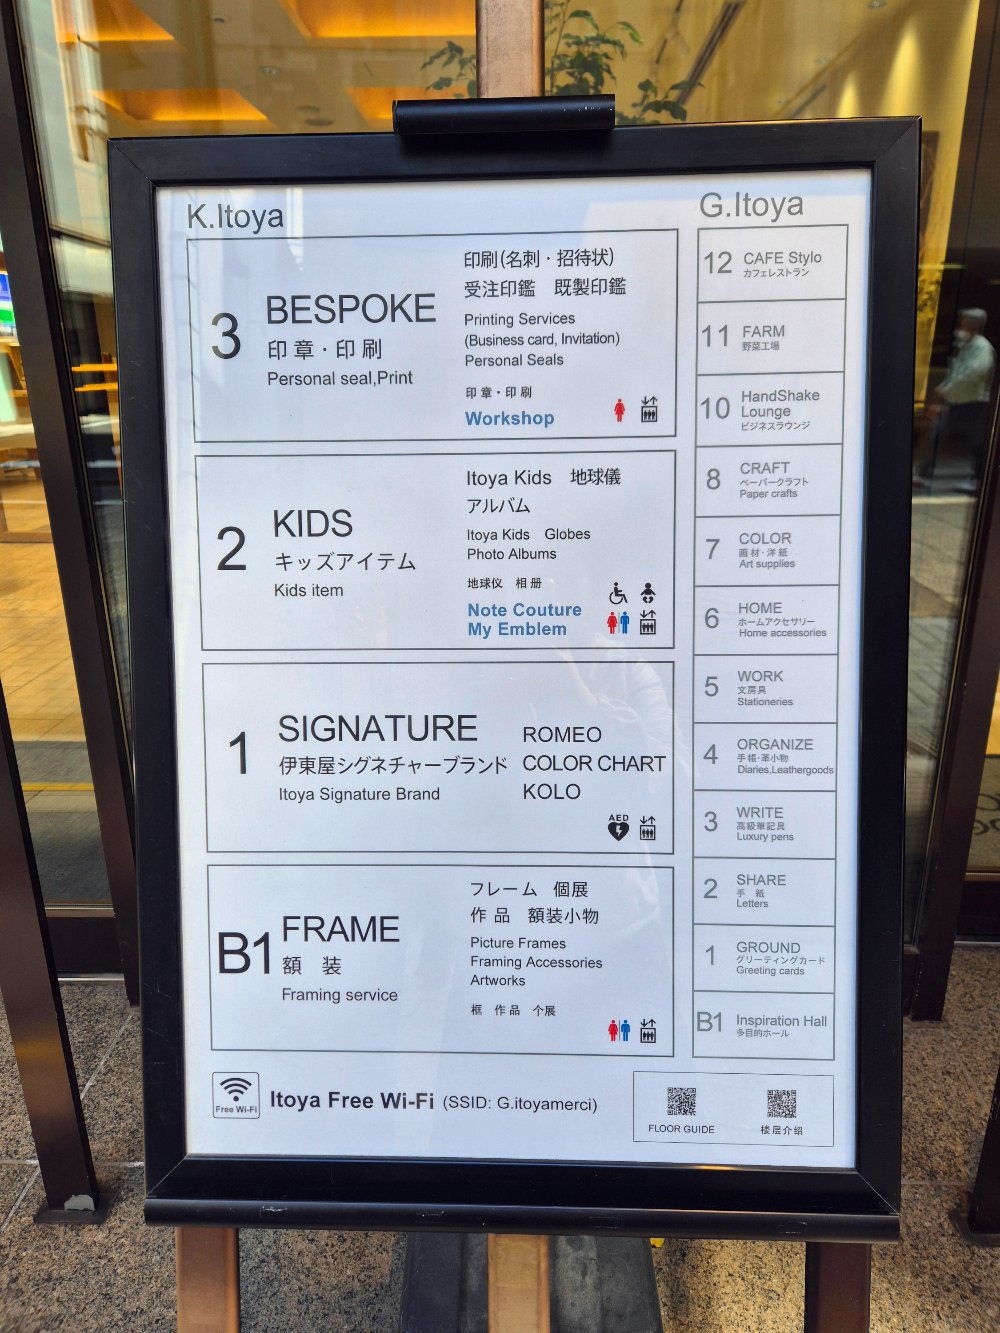 K.Itoya
3
BESPOKE
印章・印刷
Personal seal,Print
印刷(名刺・招待状)
受注印鑑 既製印鑑
Printing Services
(Business card, Invitation)
Personal Seals
印章・印刷
Workshop
2
KIDS
キッズアイテム
Kids item
Itoya Kids 地球儀
アルバム
Itoya Kids Globes
Photo Albums
地球仪 相册
Note Couture
My Emblem
1
SIGNATURE
伊東屋シグネチャーブランド
Itoya Signature Brand
ROMEO
COLOR CHART
KOLO
AED
B1
FRAME
額 装
Framing service
フレーム 個展
作品 額装小物
Picture Frames
Framing Accessories
Artworks
框 作品 个展
G.Itoya
12 CAFE Stylo
カフェレストラン
11 FARM
野菜工場
10 HandShake
Lounge
ビジネスラウンジ
8 CRAFT
ペーパークラフト
Paper crafts
7 COLOR
画材・洋紙
Art supplies
6 HOME
ホームアクセサリー
Home accessories
5 WORK
文房具
Stationeries
4 ORGANIZE
手帳・革小物
Diaries,Leathergoods
3 WRITE
高級筆記具
Luxury pens
2 SHARE
手 紙
Letters
1 GROUND
グリーティングカード
Greeting cards
B1 Inspiration Hall
多目的ホール
Free Wi-Fi
Itoya Free Wi-Fi (SSID: G.itoyamerci)
FLOOR GUIDE
楼层介绍